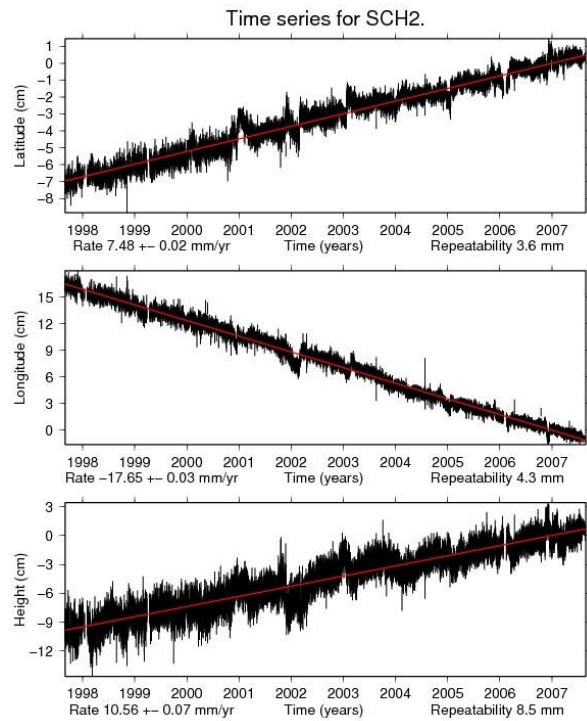 Time series for SCH2.
1
0
−1
−2
−3
−4
−5
−6
−7
−8
Latitude (cm)
1998 1999 2000 2001 2002 2003 2004 2005 2006 2007
Rate 7.48 +− 0.02 mm/yr Time (years) Repeatability 3.6 mm
15
12
9
6
3
0
Longitude (cm)
1998 1999 2000 2001 2002 2003 2004 2005 2006 2007
Rate −17.65 +− 0.03 mm/yr Time (years) Repeatability 4.3 mm
3
0
−3
−6
−9
−12
Height (cm)
1998 1999 2000 2001 2002 2003 2004 2005 2006 2007
Rate 10.56 +− 0.07 mm/yr Time (years) Repeatability 8.5 mm